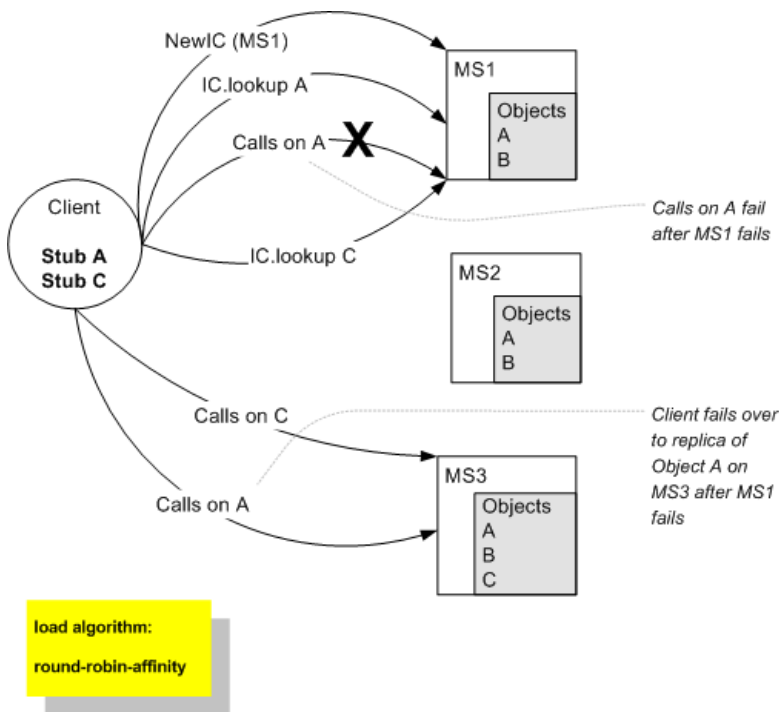 NewIC (MS1)
MS1
IC.lookup A
Objects
A
B
Calls on A
X
Client
Stub A
Stub C
Calls on A fail
after MS1 fails
IC.lookup C
MS2
Objects
A
B
Calls on C
Client fails over
to replica of
Object A on
MS3 after MS1
fails
MS3
Calls on A
Objects
A
B
C
load algorithm:
round-robin-affinity